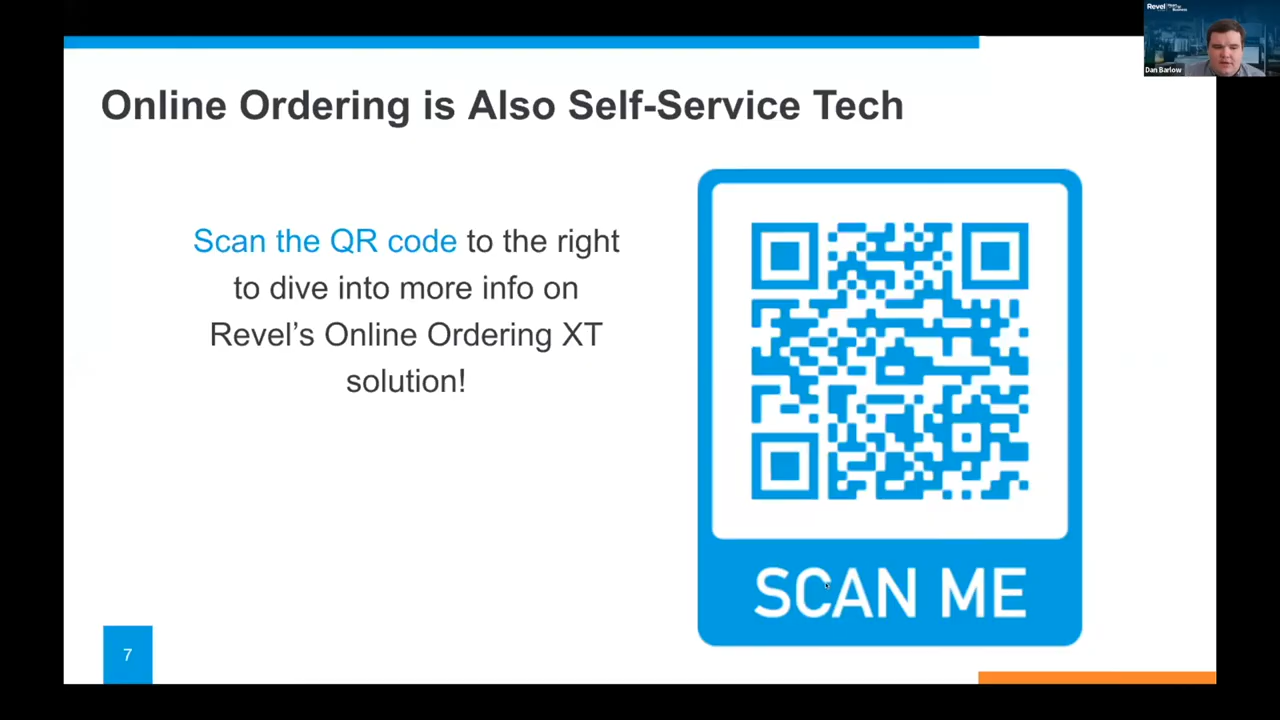 Revel
Dan Barlow
Online Ordering is Also Self-Service Tech
Scan the QR code to the right
to dive into more info on
Revel’s Online Ordering XT
solution!
SCAN ME
7